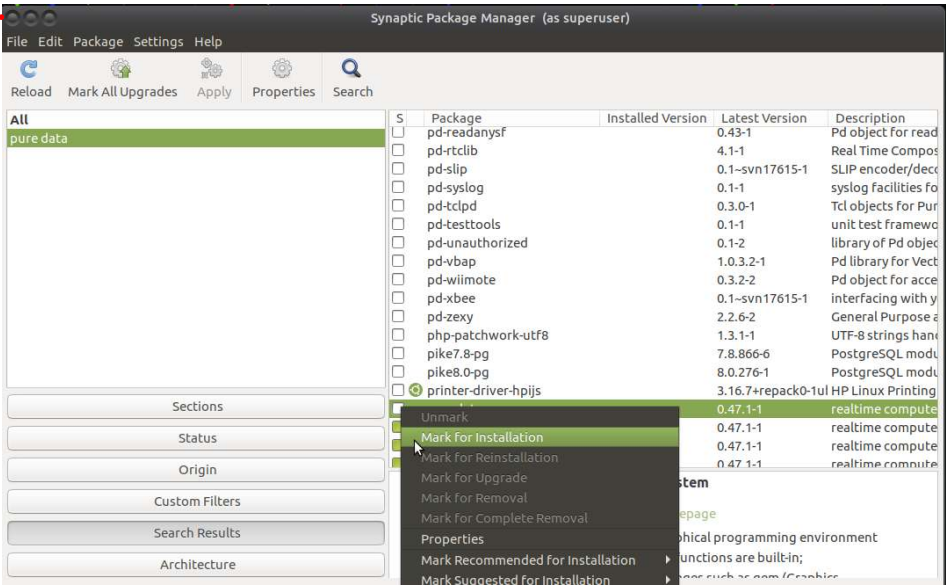 Synaptic Package Manager (as superuser)
File Edit Package Settings Help
Reload Mark All Upgrades Apply Properties Search
All
pure data
Sections
Status
Origin
Custom Filters
Search Results
Architecture
S Package Installed Version Latest Version Description
pd-readanysf 0.43-1 Pd object for read
pd-rtclib 4.1-1 Real Time Compos
pd-slip 0.1~svn17615-1 SLIP encoder/deco
pd-syslog 0.1-1 syslog facilities fo
pd-tclpd 0.3.0-1 Tcl objects for Pur
pd-testtools 0.1-1 unit test framewo
pd-unauthorized 0.1-2 library of Pd objec
pd-vbap 1.0.3.2-1 Pd library for Vect
pd-wiimote 0.3.2-2 Pd object for acce
pd-xbee 0.1~svn17615-1 interfacing with y
pd-zexy 2.2.6-2 General Purpose a
php-patchwork-utf8 1.3.1-1 UTF-8 strings hand
pike7.8-pg 7.8.866-6 PostgreSQL modu
pike8.0-pg 8.0.276-1 PostgreSQL modu
printer-driver-hpijs 3.16.7+repack0-1ul HP Linux Printing
0.47.1-1 realtime compute
0.47.1-1 realtime compute
0.47.1-1 realtime compute
0.47.1-1 realtime compute
Unmark
Mark for Installation
Mark for Reinstallation
Mark for Upgrade
Mark for Removal
Mark for Complete Removal
Properties
Mark Recommended for Installation
Mark Suggested for Installation
stem
epage
phical programming environment
functions are built-in;
such as gem (Graphics